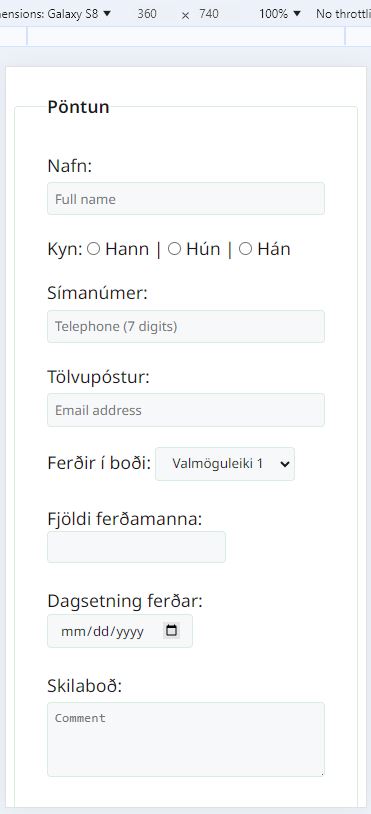 mensions: Galaxy S8 ▼ 360 × 740 100% ▼ No throttli
Pöntun
Nafn:
Full name
Kyn: Hann | Hún | Hán
Símanúmer:
Telephone (7 digits)
Tölvupóstur:
Email address
Ferðir í boði: Valmöguleiki 1
Fjöldi ferðamanna:
Dagsetning ferðar:
mm/dd/yyyy
Skilaboð:
Comment